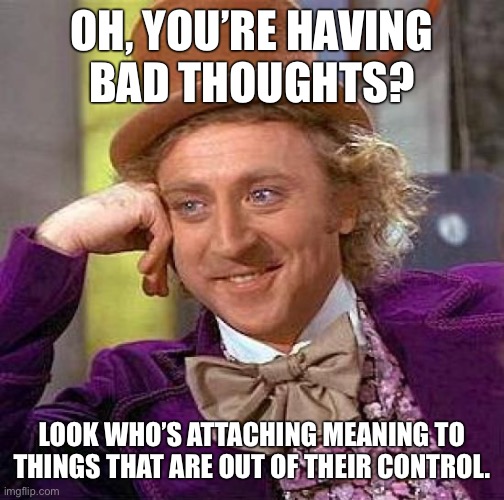 OH, YOU’RE HAVING
BAD THOUGHTS?
LOOK WHO’S ATTACHING MEANING TO
THINGS THAT ARE OUT OF THEIR CONTROL.
imgflip.com